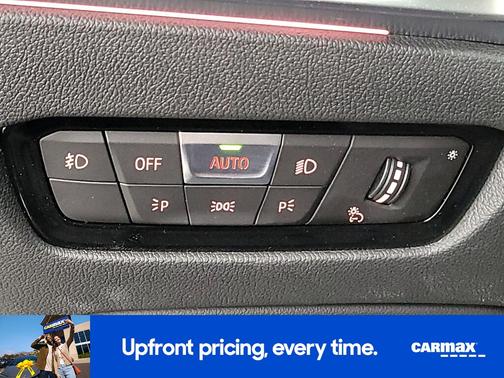 OFF
AUTO
P
P
Upfront pricing, every time.
CARMAX